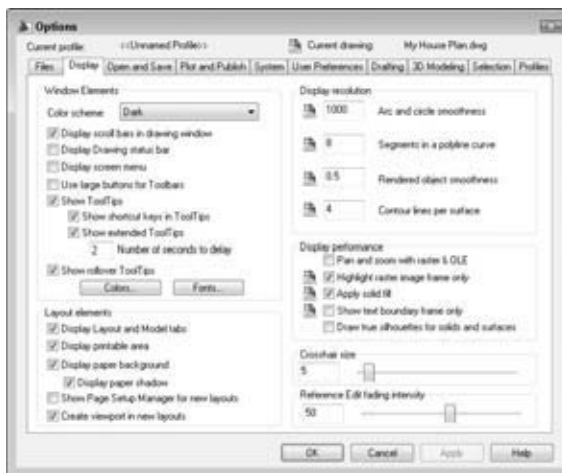 Options
Current profile: <<Unnamed Profile>> Current drawing My House Plan.dwg
Files Display Open and Save Plot and Publish System User Preferences Drafting 3D Modeling Selection Profiles
Window Elements
Color scheme: Dark
Display scroll bars in drawing window
Display Drawing status bar
Display screen menu
Use large buttons for Toolbars
Show ToolTips
Show shortcut keys in ToolTips
Show extended ToolTips
2 Number of seconds to delay
Show rollover ToolTips
Colors... Fonts...
Layout elements
Display Layout and Model tabs
Display printable area
Display paper background
Display paper shadow
Show Page Setup Manager for new layouts
Create viewport in new layouts
Display resolution
1000 Arc and circle smoothness
8 Segments in a polyline curve
0.5 Rendered object smoothness
4 Contour lines per surface
Display performance
Pan and zoom with raster & OLE
Highlight raster image frame only
Apply solid fill
Show text boundary frame only
Draw true silhouettes for solids and surfaces
Crosshair size
5
Reference Edit fading intensity
50
OK Cancel Apply Help